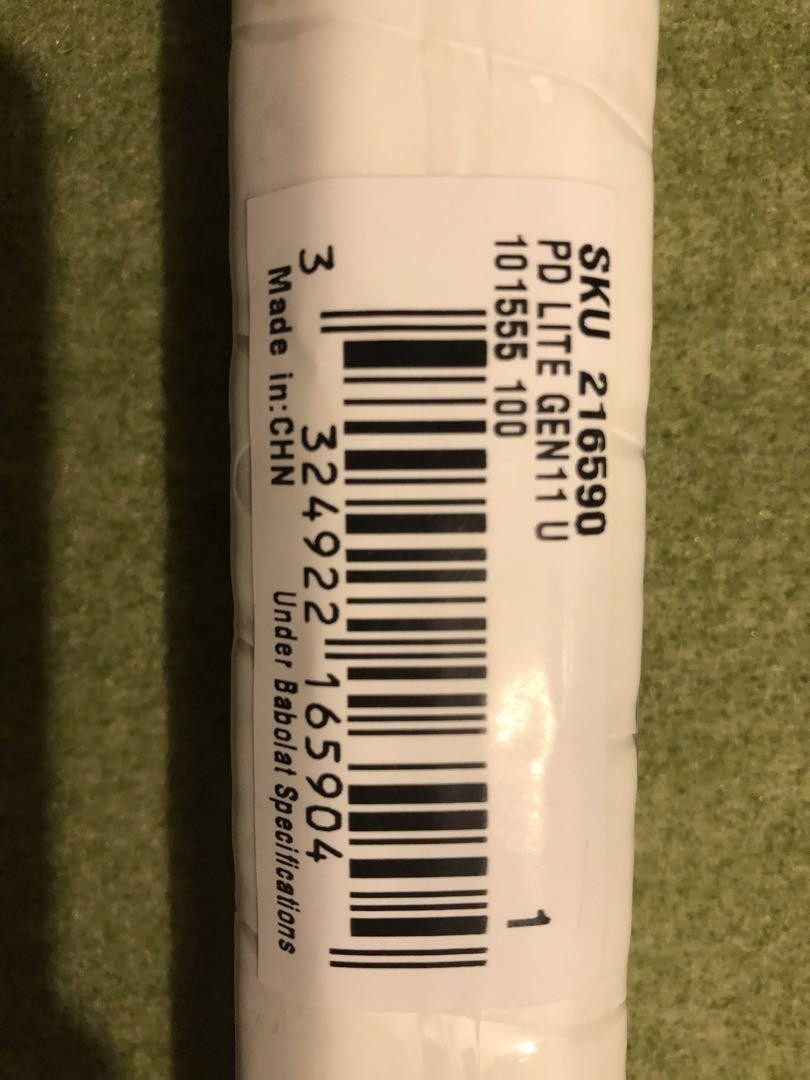 SKU 216590
PD LITE GEN11 U
101555 100
1
3 324922 165904
Made in:CHN Under Babolat Specifications